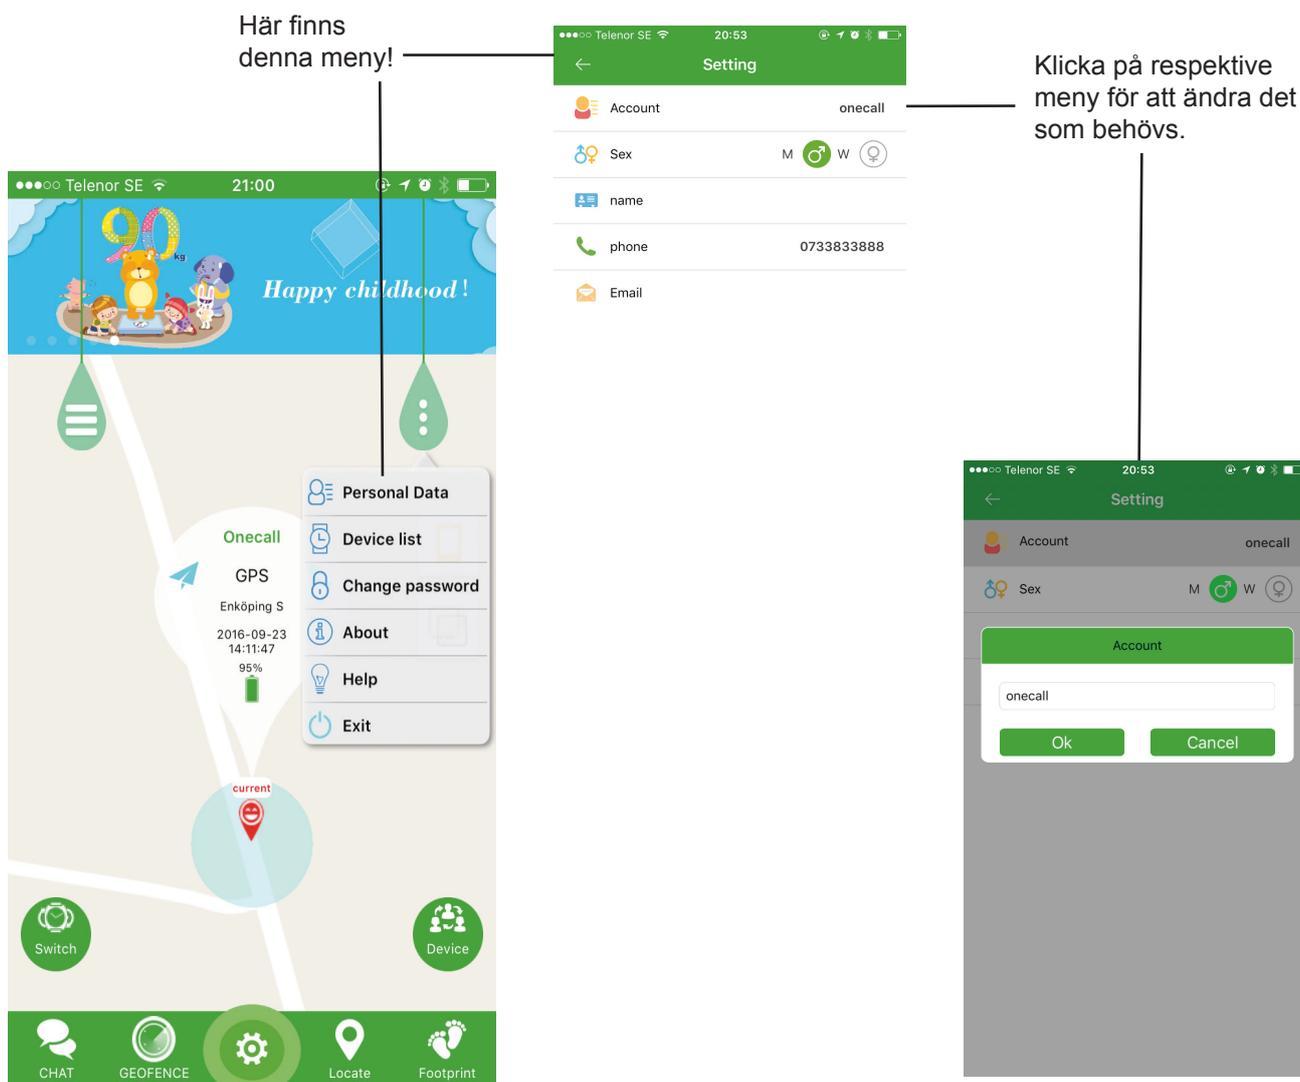 Här finns
denna meny!
Telenor SE 20:53
Setting
Account onecall
Sex M W
name
phone 0733833888
Email
Klicka på respektive
meny för att ändra det
som behövs.
Telenor SE 21:00
90
kg
Happy childhood !
Personal Data
Device list
Change password
About
Help
Exit
Onecall
GPS
Enköping S
2016-09-23
14:11:47
95%
current
Switch
Device
CHAT GEOFENCE Locate Footprint
Telenor SE 20:53
Setting
Account onecall
Sex M W
Account
onecall
Ok Cancel